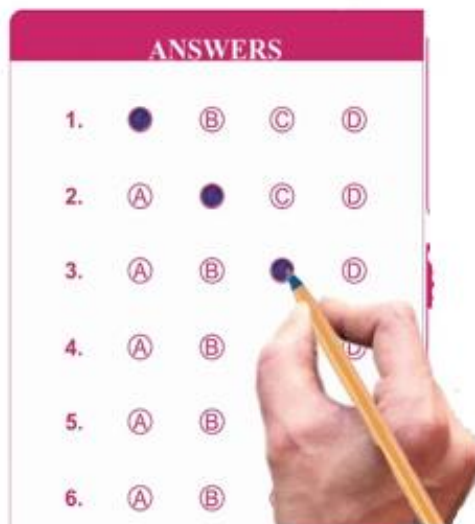 ANSWERS
1. Ⓑ Ⓒ Ⓓ
2. Ⓐ Ⓒ Ⓓ
3. Ⓐ Ⓑ Ⓓ
4. Ⓐ Ⓑ Ⓓ
5. Ⓐ Ⓑ
6. Ⓐ Ⓑ